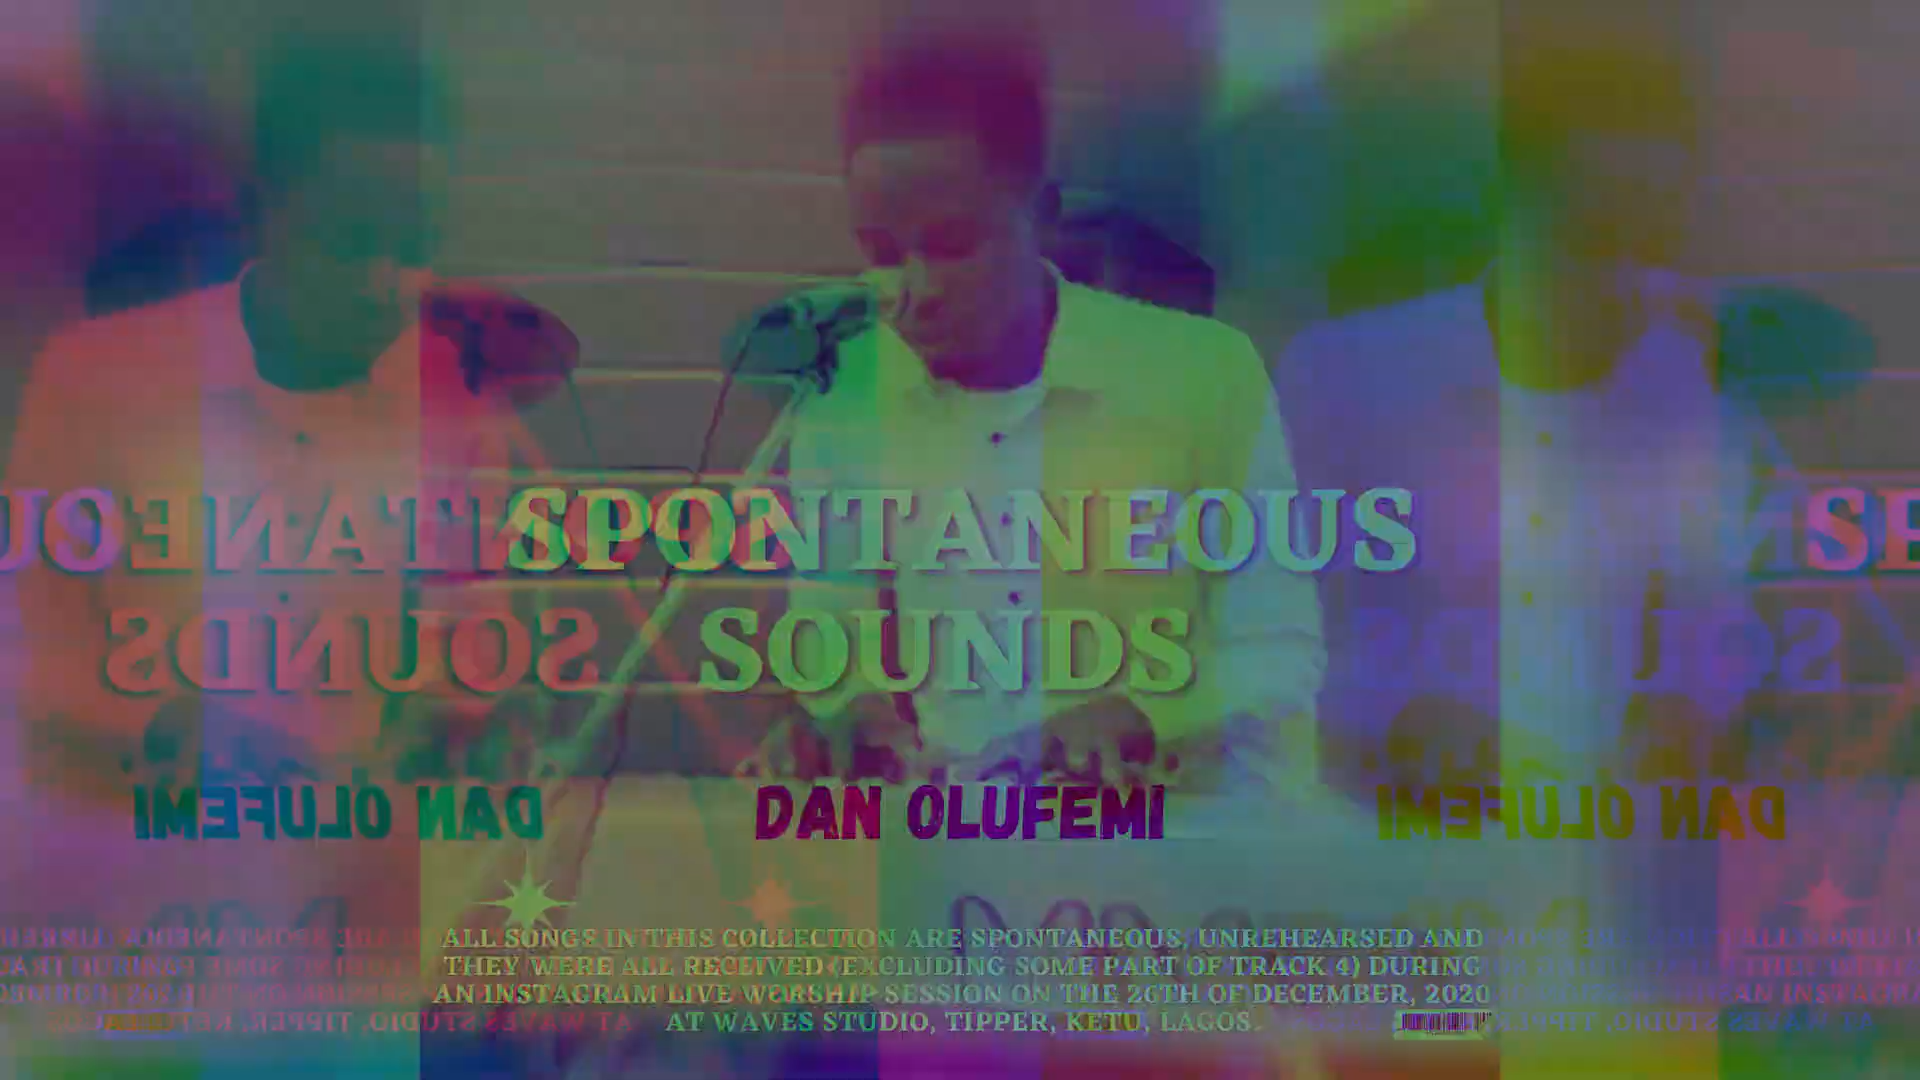 SPONTANEOUS
SOUNDS
DAN OLUFEMI
ALL SONGS IN THIS COLLECTION ARE SPONTANEOUS, UNREHEARSED AND
THEY WERE ALL RECEIVED (EXCLUDING SOME PART OF TRACK 4) DURING
AN INSTAGRAM LIVE WORSHIP SESSION ON THE 26TH OF DECEMBER, 2020
AT WAVES STUDIO, TIPPER, KETU, LAGOS.